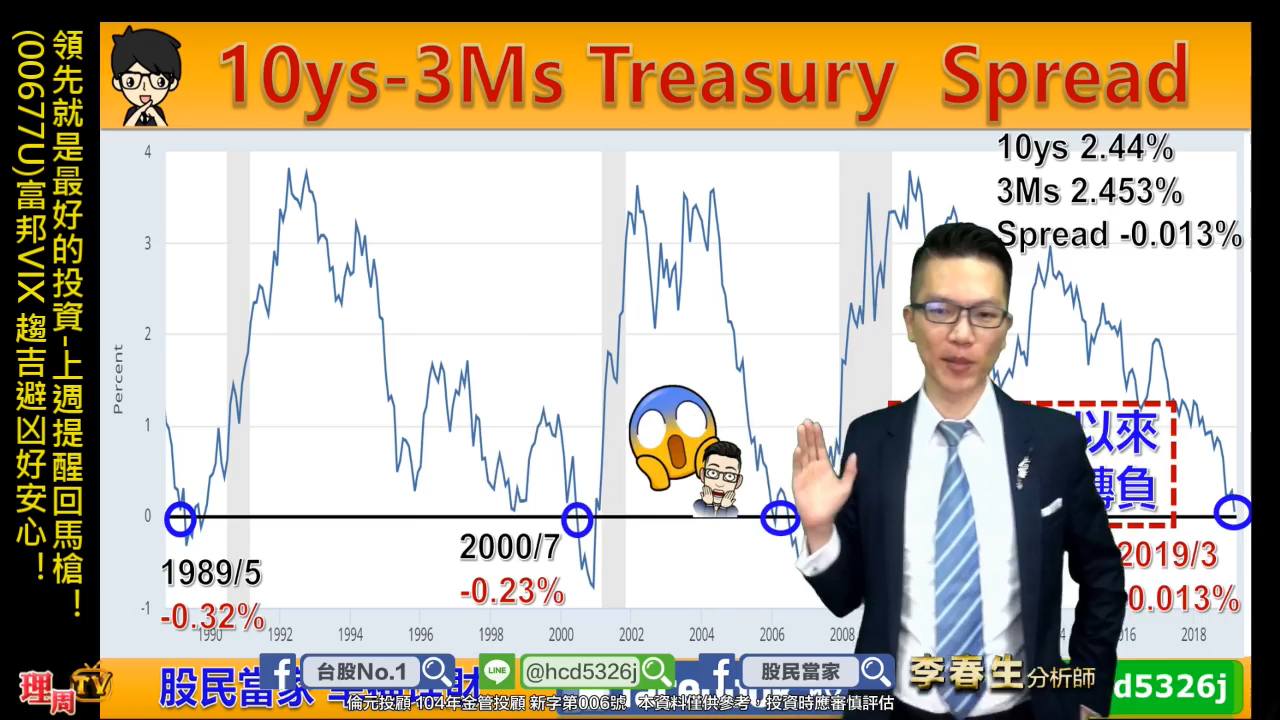 領先就是最好的投資-上週提醒回馬槍！
(00677U)富邦VIX 趨吉避凶好安心！
10ys-3Ms Treasury Spread
10ys 2.44%
3Ms 2.453%
Spread -0.013%
Percent
4
3
2
1
0
-1
以來
轉負
1989/5
-0.32%
2000/7
-0.23%
2019/3
0.013%
1990
1992
1994
1996
1998
2000
2002
2004
2006
2008
2018
理周TV
股民當家
台股No.1
LINE
@hcd5326j
股民當家
李春生分析師
d5326j
倫元投顧 104年金管投顧 新字第006號 本資料僅供參考，投資時應審慎評估